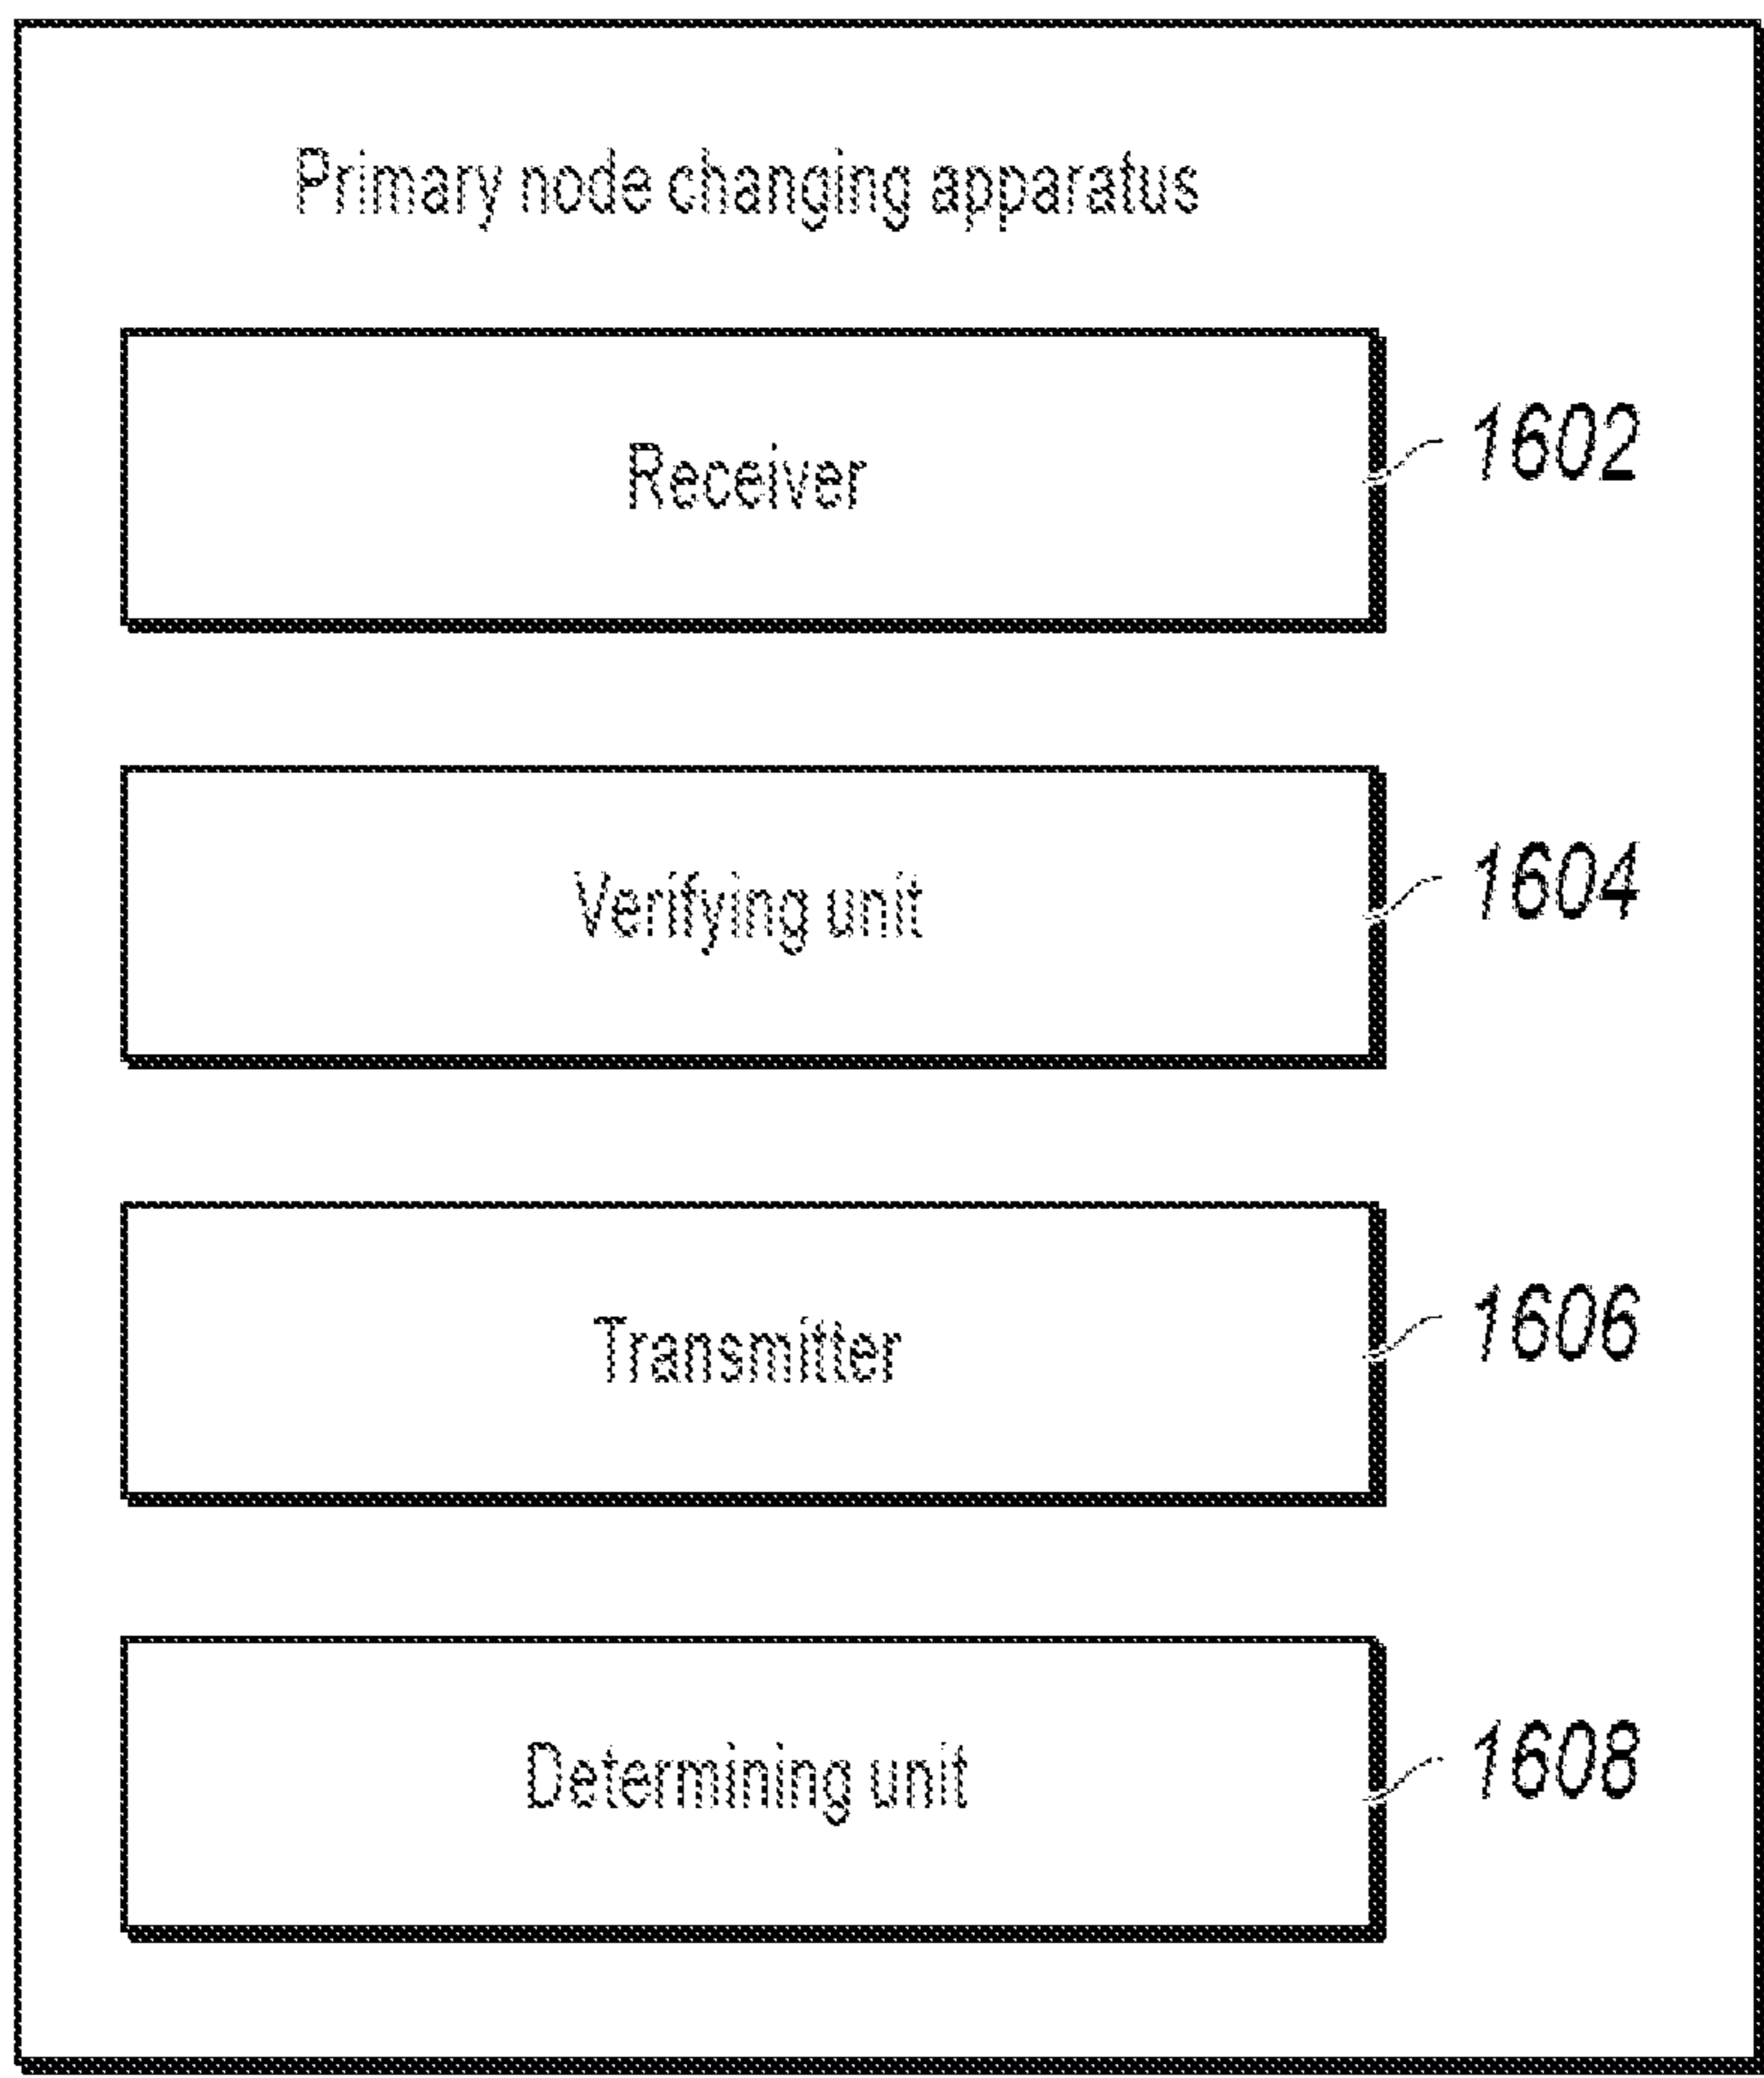 Primary node changing apparatus
Receiver
1602
Verifying unit
1604
Transmitter
1606
Determining unit
1608